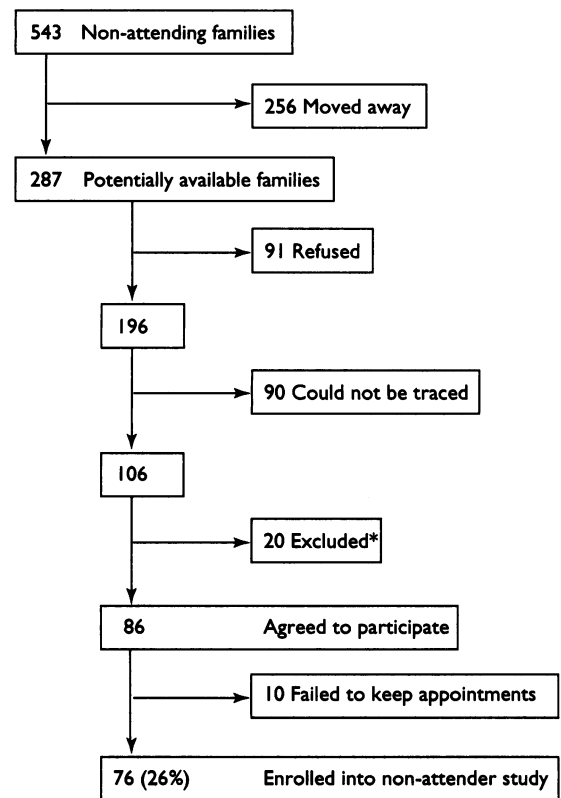 543 Non-attending families
256 Moved away
287 Potentially available families
91 Refused
196
90 Could not be traced
106
20 Excluded*
86 Agreed to participate
10 Failed to keep appointments
76 (26%) Enrolled into non-attender study